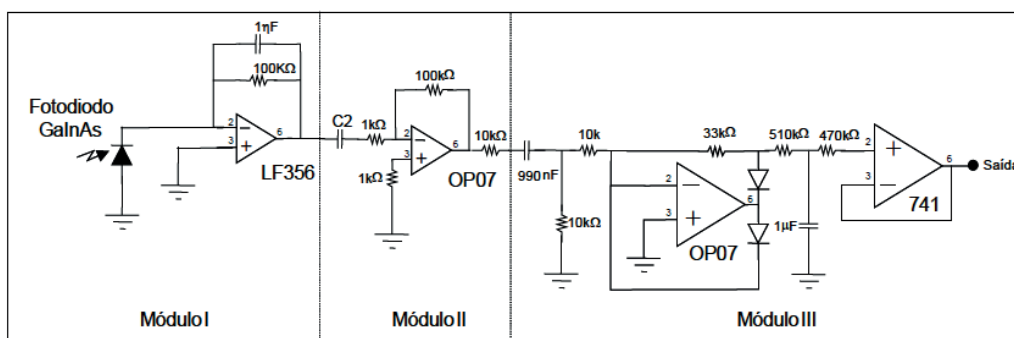 1ηF
100KΩ
Fotodiodo
GaInAs
2
3
6
LF356
Módulo I
C2
1kΩ
100kΩ
2
3
6
1kΩ
OP07
10kΩ
Módulo II
990nF
10k
10kΩ
33kΩ
2
3
6
OP07
510kΩ
470kΩ
1μF
2
3
6
741
Saída
Módulo III